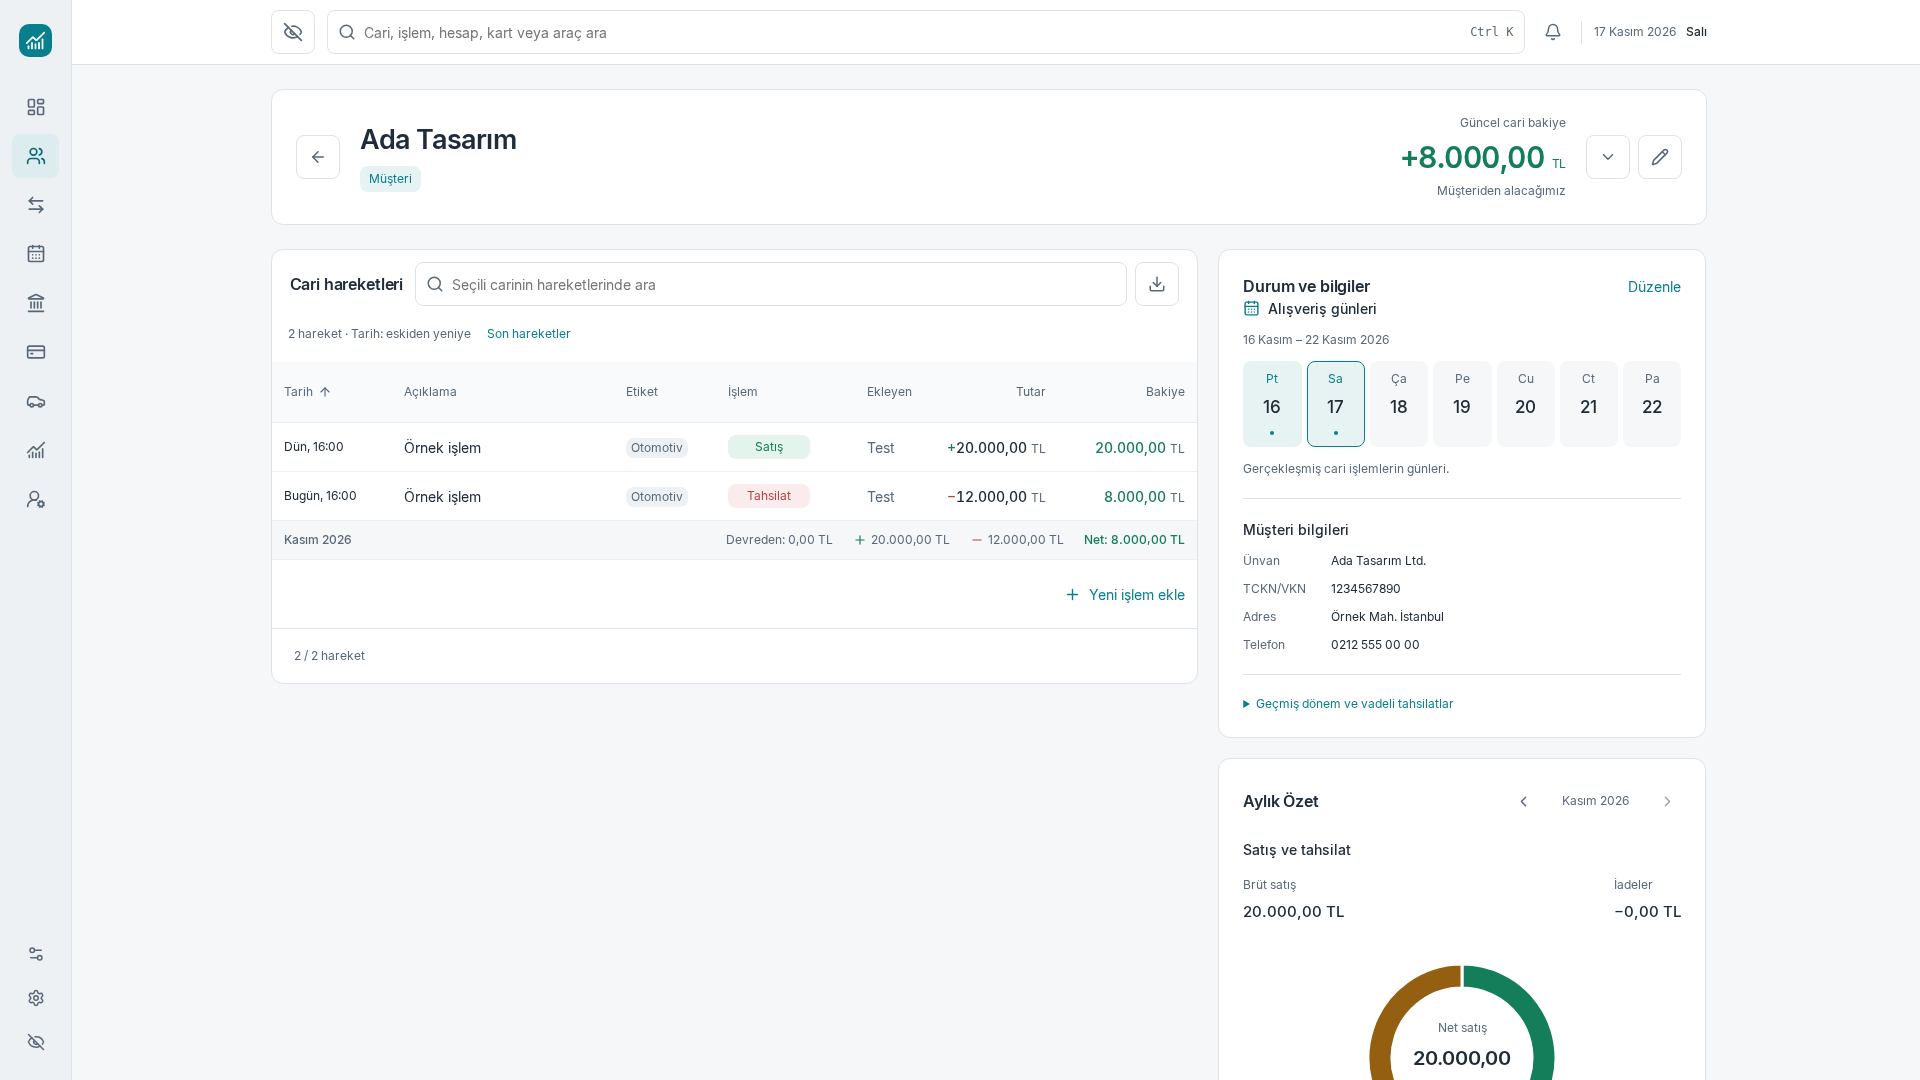 Cari, işlem, hesap, kart veya araç ara
Ctrl K
17 Kasım 2026 Salı
Ada Tasarım
Müşteri
Güncel cari bakiye
+8.000,00 TL
Müşteriden alacağımız
Cari hareketleri
Seçili carinin hareketlerinde ara
2 hareket · Tarih: eskiden yeniye Son hareketler
Tarih Açıklama Etiket İşlem Ekleyen Tutar Bakiye
Dün, 16:00 Örnek işlem Otomotiv Satış Test +20.000,00 TL 20.000,00 TL
Bugün, 16:00 Örnek işlem Otomotiv Tahsilat Test −12.000,00 TL 8.000,00 TL
Kasım 2026 Devreden: 0,00 TL + 20.000,00 TL − 12.000,00 TL Net: 8.000,00 TL
+ Yeni işlem ekle
2 / 2 hareket
Durum ve bilgiler Düzenle
Alışveriş günleri
16 Kasım – 22 Kasım 2026
Pt Sa Ça Pe Cu Ct Pa
16 17 18 19 20 21 22
Gerçekleşmiş cari işlemlerin günleri.
Müşteri bilgileri
Ünvan Ada Tasarım Ltd.
TCKN/VKN 1234567890
Adres Örnek Mah. İstanbul
Telefon 0212 555 00 00
Geçmiş dönem ve vadeli tahsilatlar
Aylık Özet Kasım 2026
Satış ve tahsilat
Brüt satış İadeler
20.000,00 TL −0,00 TL
Net satış
20.000,00